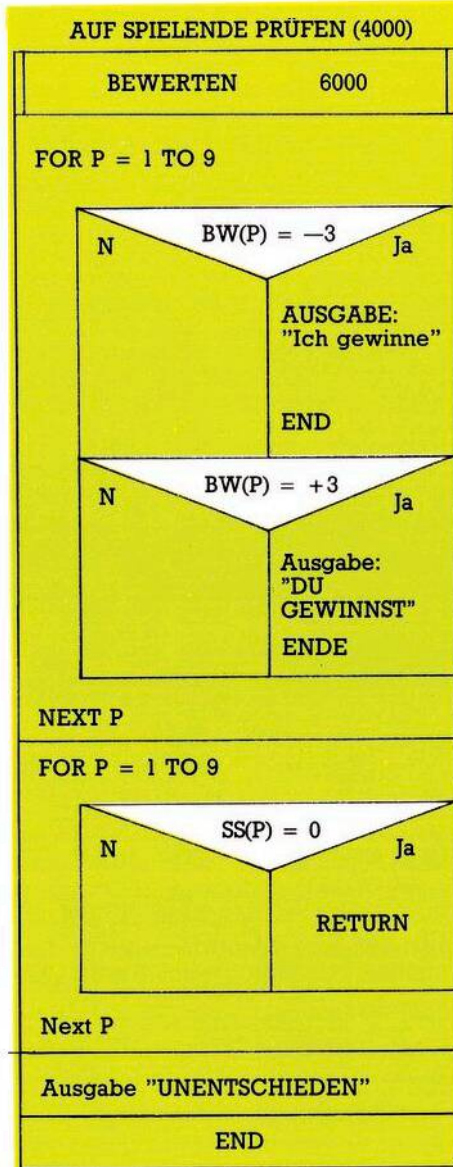 AUF SPIELENDE PRÜFEN (4000)
BEWERTEN 6000
FOR P = 1 TO 9
BW(P) = —3
N Ja
AUSGABE:
"Ich gewinne"
END
BW(P) = +3
N Ja
Ausgabe:
"DU
GEWINNST"
ENDE
NEXT P
FOR P = 1 TO 9
SS(P) = 0
N Ja
RETURN
Next P
Ausgabe "UNENTSCHIEDEN"
END